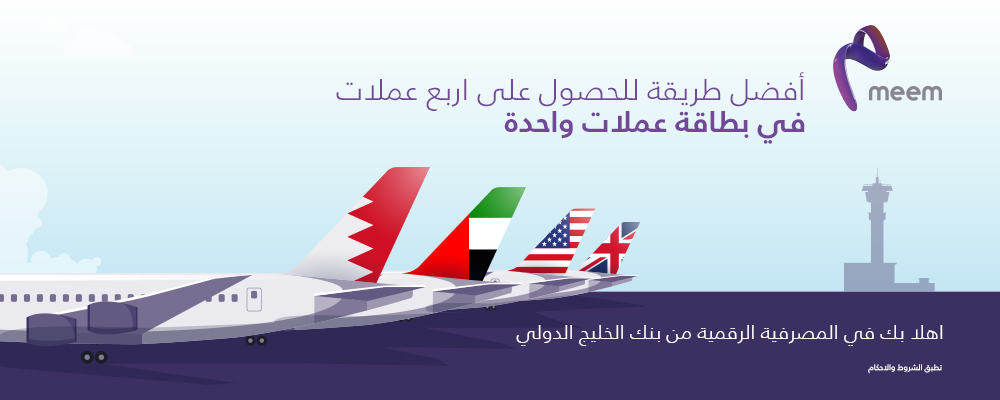 meem
أفضل طريقة للحصول على اربع عملات
في بطاقة عملات واحدة
اهلا بك في المصرفية الرقمية من بنك الخليج الدولي
تطبق الشروط والاحكام